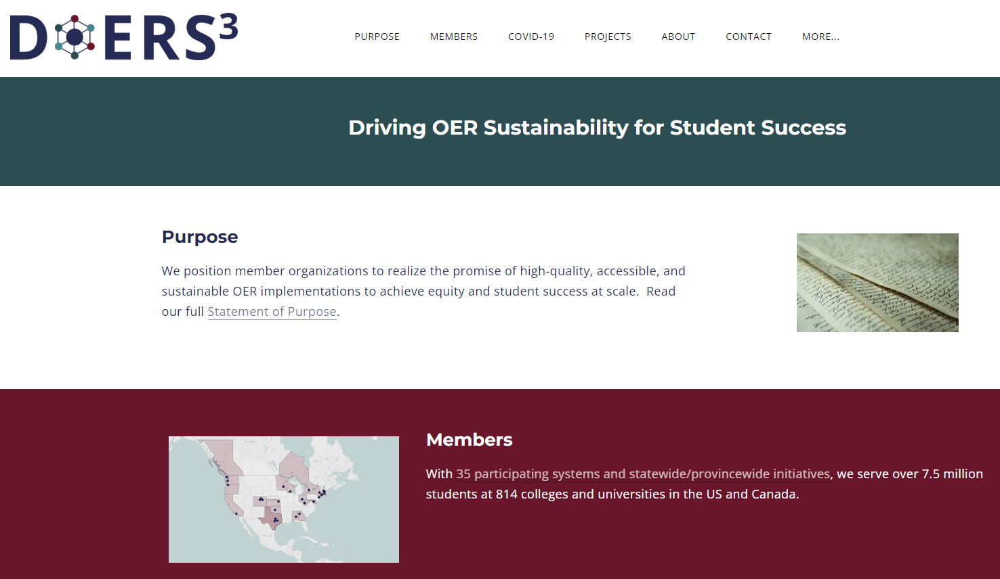 DOERS³
PURPOSE MEMBERS COVID-19 PROJECTS ABOUT CONTACT MORE...
Driving OER Sustainability for Student Success
Purpose
We position member organizations to realize the promise of high-quality, accessible, and
sustainable OER implementations to achieve equity and student success at scale.  Read
our full Statement of Purpose.
Members
With 35 participating systems and statewide/provincewide initiatives, we serve over 7.5 million
students at 814 colleges and universities in the US and Canada.